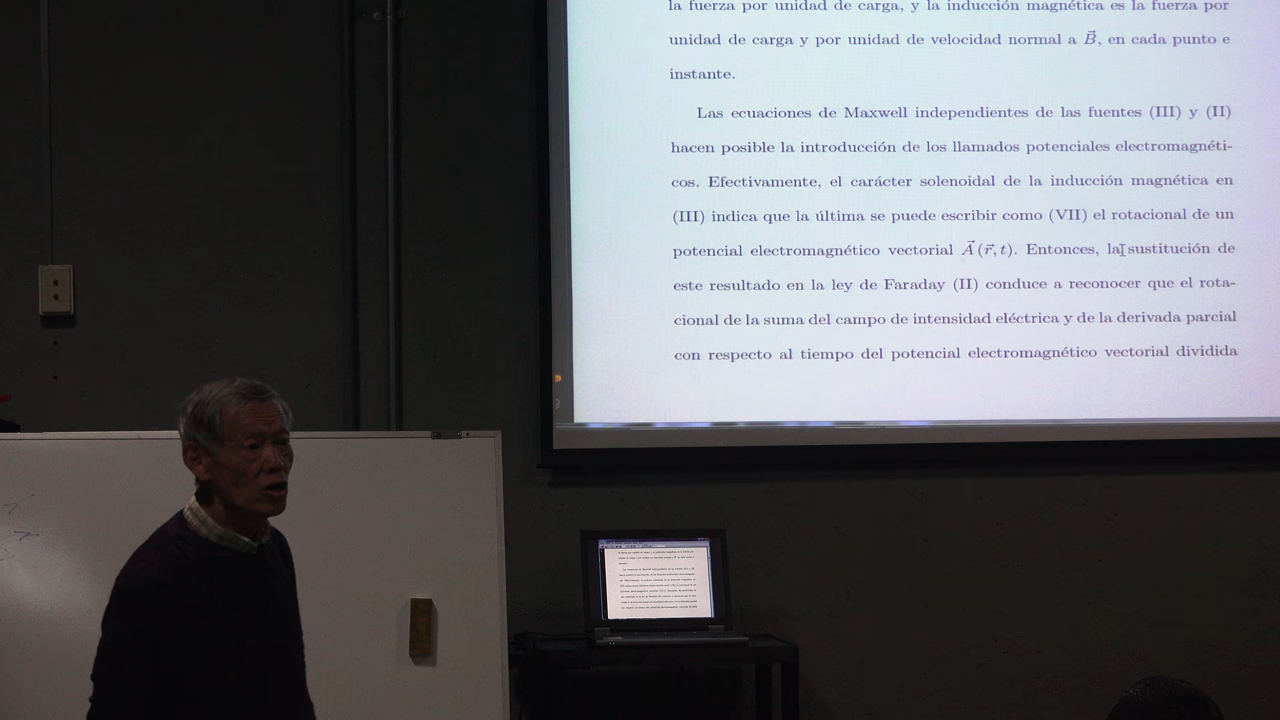 la fuerza por unidad de carga, y la inducción magnética es la fuerza por
unidad de carga y por unidad de velocidad normal a B⃗, en cada punto e
instante.
Las ecuaciones de Maxwell independientes de las fuentes (III) y (II)
hacen posible la introducción de los llamados potenciales electromagnéti-
cos. Efectivamente, el carácter solenoidal de la inducción magnética en
(III) indica que la última se puede escribir como (VII) el rotacional de un
potencial electromagnético vectorial A⃗(r⃗, t). Entonces, la sustitución de
este resultado en la ley de Faraday (II) conduce a reconocer que el rota-
cional de la suma del campo de intensidad eléctrica y de la derivada parcial
con respecto al tiempo del potencial electromagnético vectorial dividida